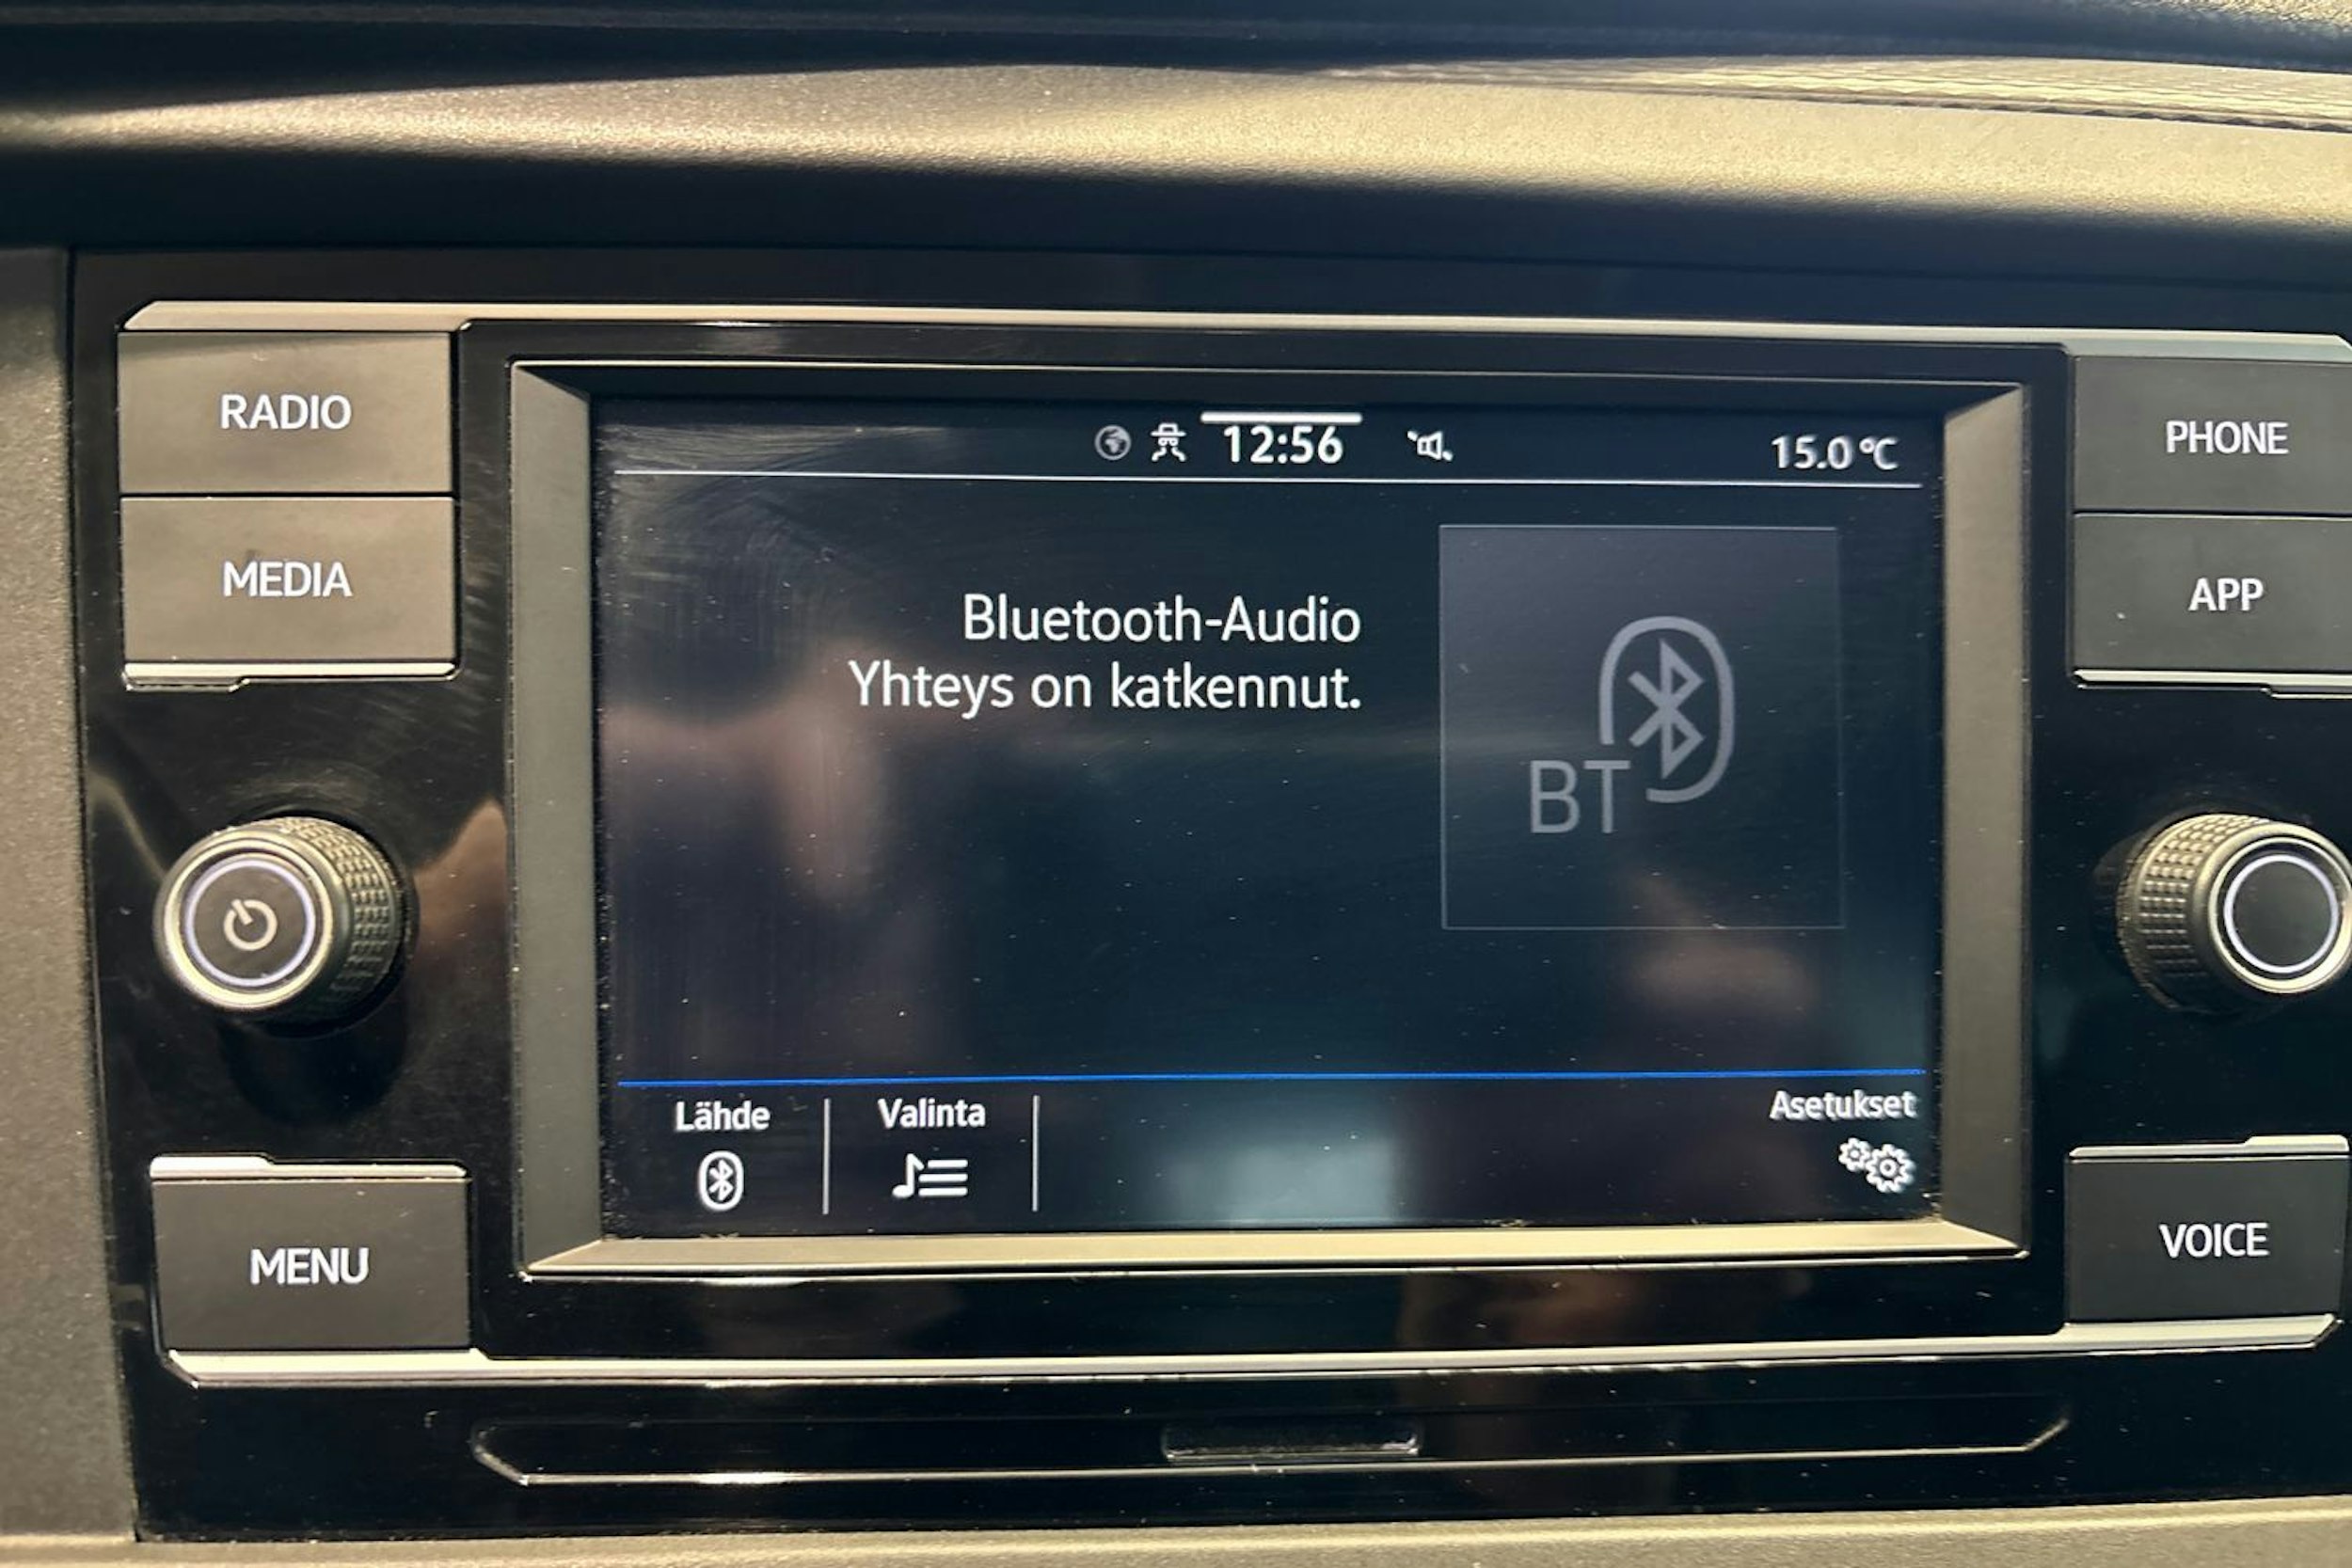 RADIO
MEDIA
MENU
12:56
15.0 °C
Bluetooth-Audio
Yhteys on katkennut.
BT
Lähde
Valinta
Asetukset
PHONE
APP
VOICE